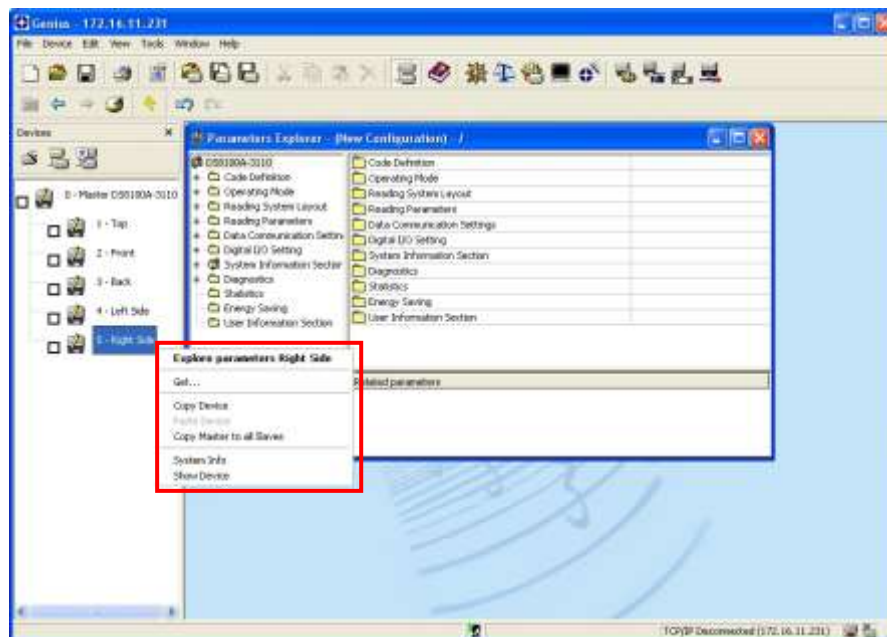 Genius - 172.16.11.231
File Device Edit View Tools Window Help
Devices
0 - Master DS8100A-3110
1 - Top
2 - Front
3 - Back
4 - Left Side
5 - Right Side
Parameters Explorer - (New Configuration) - /
DS8100A-3110
Code Definition
Operating Mode
Reading System Layout
Reading Parameters
Data Communication Settin
Digital I/O Setting
System Information Section
Diagnostics
Statistics
Energy Saving
User Information Section
Code Definition
Operating Mode
Reading System Layout
Reading Parameters
Data Communication Settings
Digital I/O Setting
System Information Section
Diagnostics
Statistics
Energy Saving
User Information Section
Related parameters
Explore parameters Right Side
Get...
Copy Device
Paste Device
Copy Master to all Slaves
System Info
Show Device
TCP/IP Disconnected (172.16.11.231)